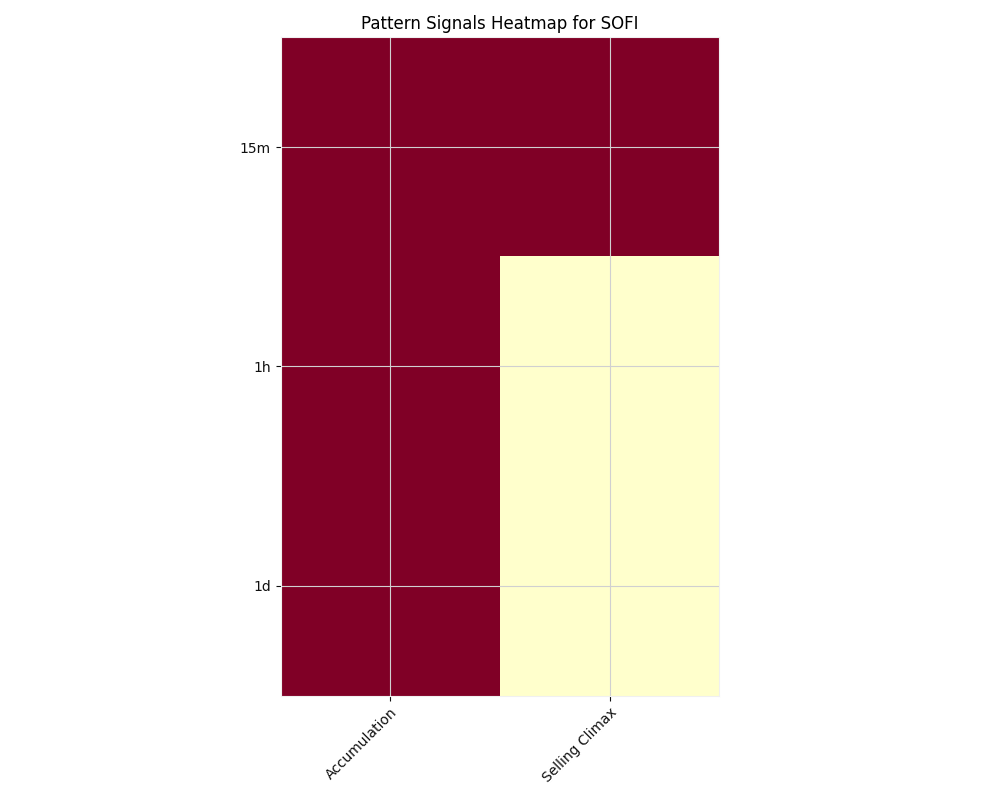 Pattern Signals Heatmap for SOFI
15m
1h
1d
Accumulation
Selling Climax